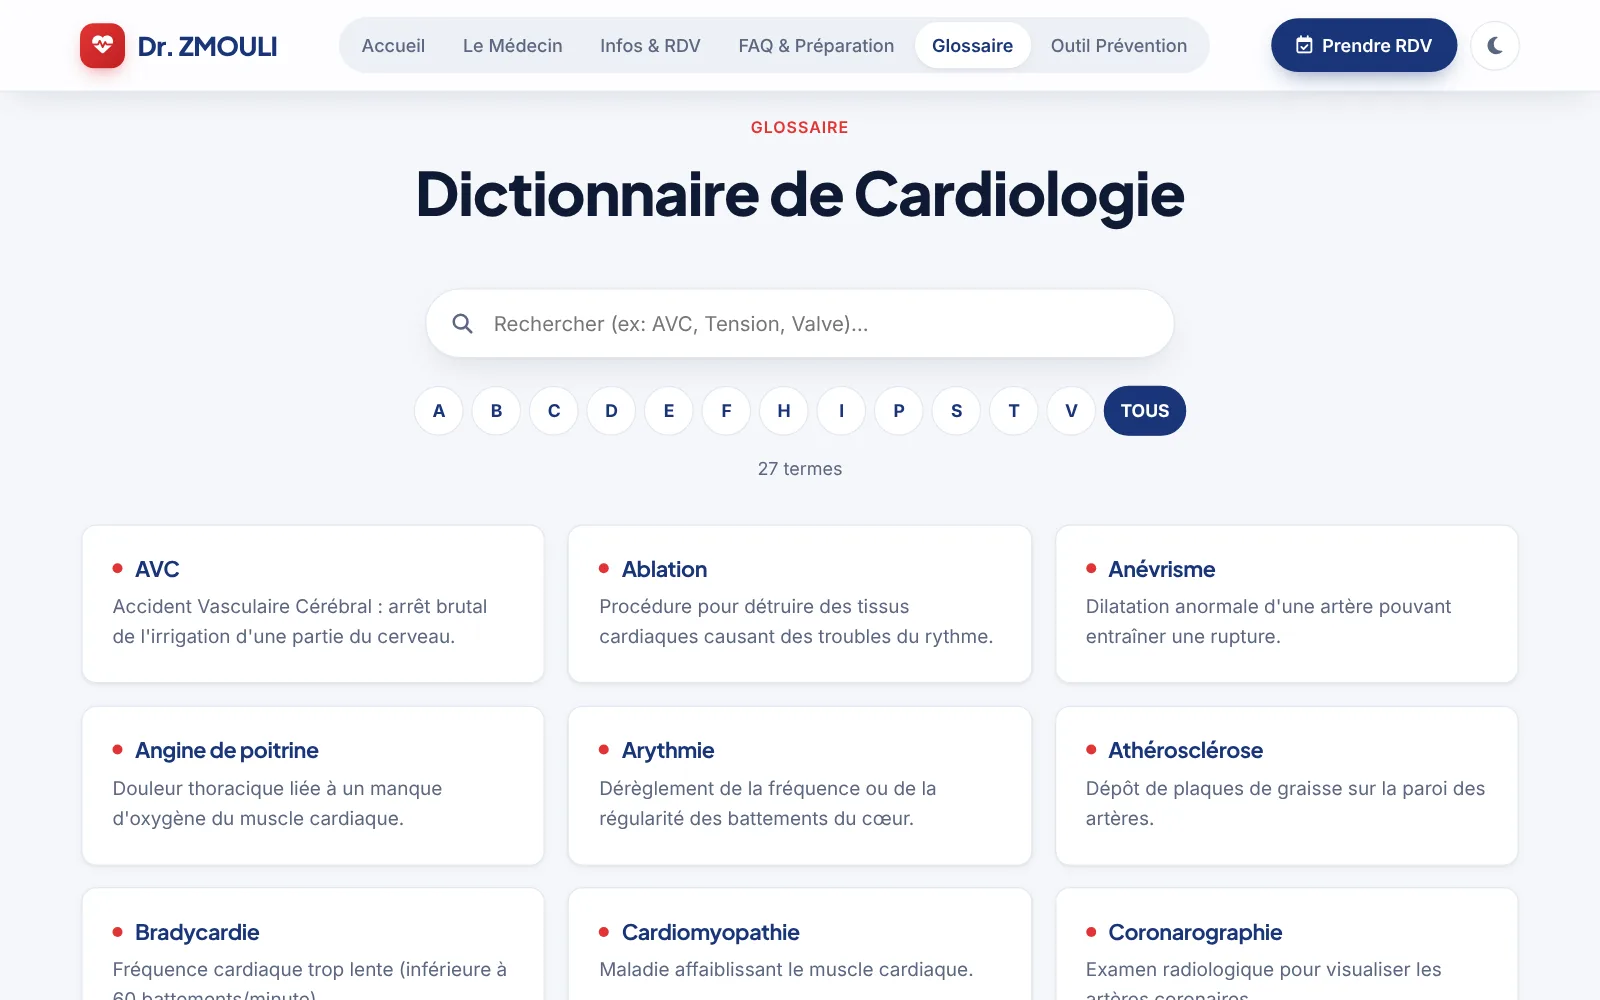 Dr. ZMOULI
Accueil
Le Médecin
Infos & RDV
FAQ & Préparation
Glossaire
Outil Prévention
Prendre RDV
GLOSSAIRE
Dictionnaire de Cardiologie
Rechercher (ex: AVC, Tension, Valve)...
A B C D E F H I P S T V TOUS
27 termes
AVC
Accident Vasculaire Cérébral : arrêt brutal
de l'irrigation d'une partie du cerveau.
Ablation
Procédure pour détruire des tissus
cardiaques causant des troubles du rythme.
Anévrisme
Dilatation anormale d'une artère pouvant
entraîner une rupture.
Angine de poitrine
Douleur thoracique liée à un manque
d'oxygène du muscle cardiaque.
Arythmie
Dérèglement de la fréquence ou de la
régularité des battements du cœur.
Athérosclérose
Dépôt de plaques de graisse sur la paroi des
artères.
Bradycardie
Fréquence cardiaque trop lente (inférieure à
60 battements/minute)
Cardiomyopathie
Maladie affaiblissant le muscle cardiaque.
Coronarographie
Examen radiologique pour visualiser les
artères coronaires